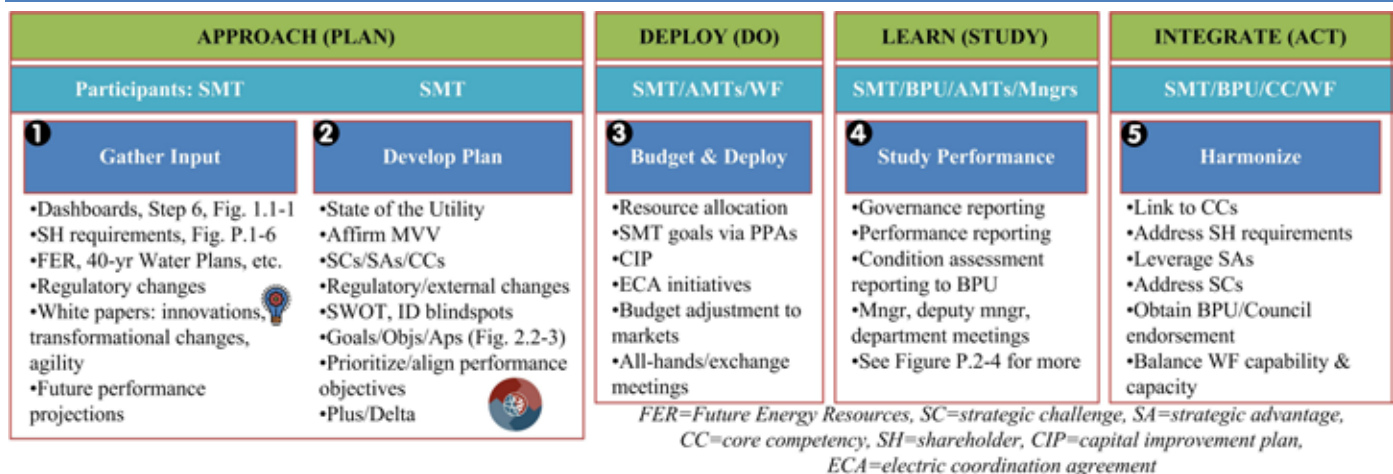 APPROACH (PLAN)
Participants: SMT
SMT
1
Gather Input
•Dashboards, Step 6, Fig. 1.1-1
•SH requirements, Fig. P.1-6
•FER, 40-yr Water Plans, etc.
•Regulatory changes
•White papers: innovations,
transformational changes,
agility
•Future performance
projections
2
Develop Plan
•State of the Utility
•Affirm MVV
•SCs/SAs/CCs
•Regulatory/external changes
•SWOT, ID blindspots
•Goals/Objs/Aps (Fig. 2.2-3)
•Prioritize/align performance
objectives
•Plus/Delta
DEPLOY (DO)
SMT/AMTs/WF
3
Budget & Deploy
•Resource allocation
•SMT goals via PPAs
•CIP
•ECA initiatives
•Budget adjustment to
markets
•All-hands/exchange
meetings
LEARN (STUDY)
SMT/BPU/AMTs/Mngrs
4
Study Performance
•Governance reporting
•Performance reporting
•Condition assessment
reporting to BPU
•Mngr, deputy mngr,
department meetings
•See Figure P.2-4 for more
INTEGRATE (ACT)
SMT/BPU/CC/WF
5
Harmonize
•Link to CCs
•Address SH requirements
•Leverage SAs
•Address SCs
•Obtain BPU/Council
endorsement
•Balance WF capability &
capacity
FER=Future Energy Resources, SC=strategic challenge, SA=strategic advantage,
CC=core competency, SH=shareholder, CIP=capital improvement plan,
ECA=electric coordination agreement